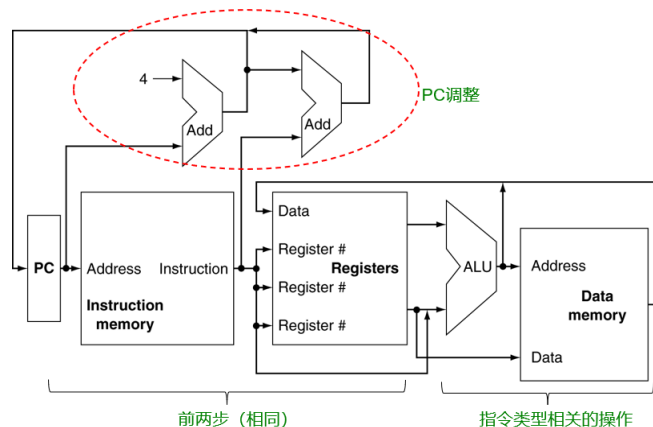 4
Add
Add
PC调整
Data
PC
Address
Instruction
Instruction
memory
Register #
Registers
Register #
Register #
ALU
Address
Data
memory
Data
前两步（相同）
指令类型相关的操作